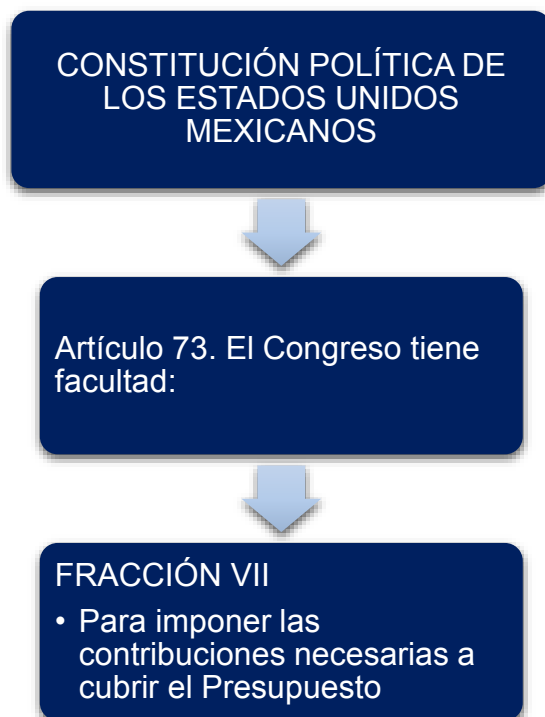 CONSTITUCIÓN POLÍTICA DE
LOS ESTADOS UNIDOS
MEXICANOS
Artículo 73. El Congreso tiene
facultad:
FRACCIÓN VII
• Para imponer las
contribuciones necesarias a
cubrir el Presupuesto